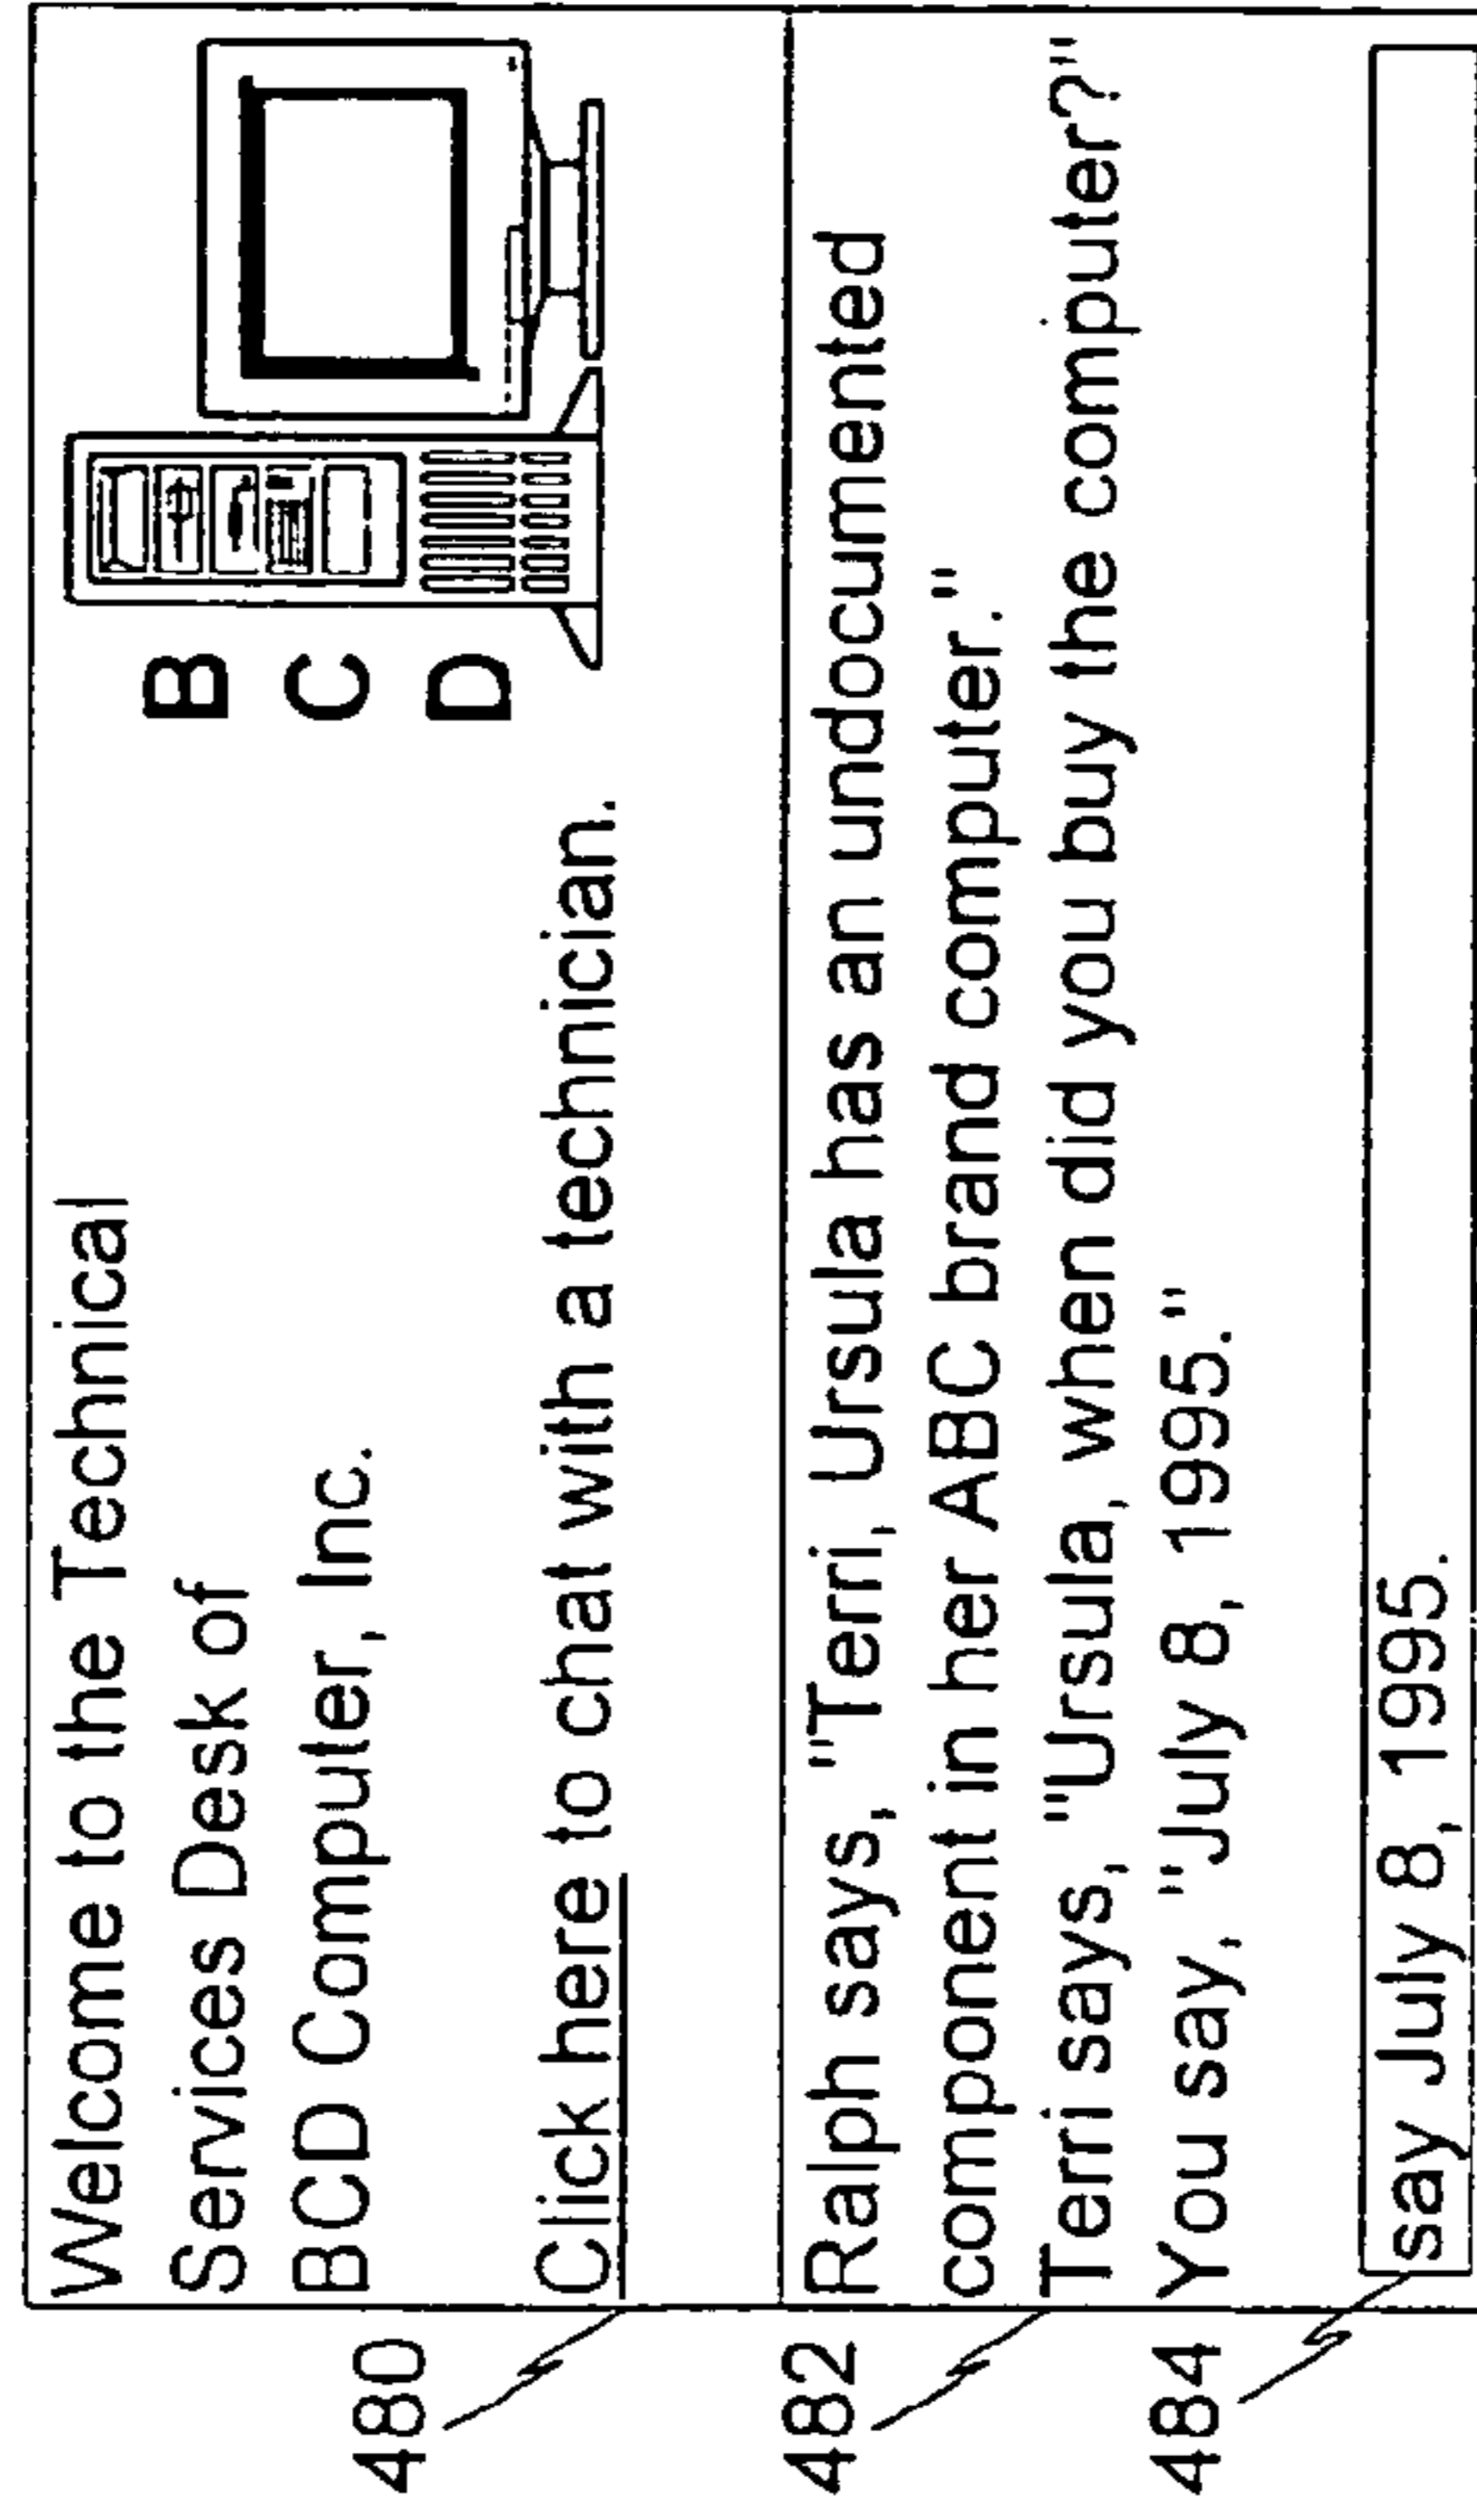 Welcome to the Technical
Services Desk of
BCD Computer, Inc.
Click here to chat with a technician.
B
C
D
480
Ralph says, "Terri, Ursula has an undocumented
component in her ABC brand computer."
Terri says, "Ursula, when did you buy the computer?"
You say, "July 8, 1995."
482
say July 8, 1995.
484